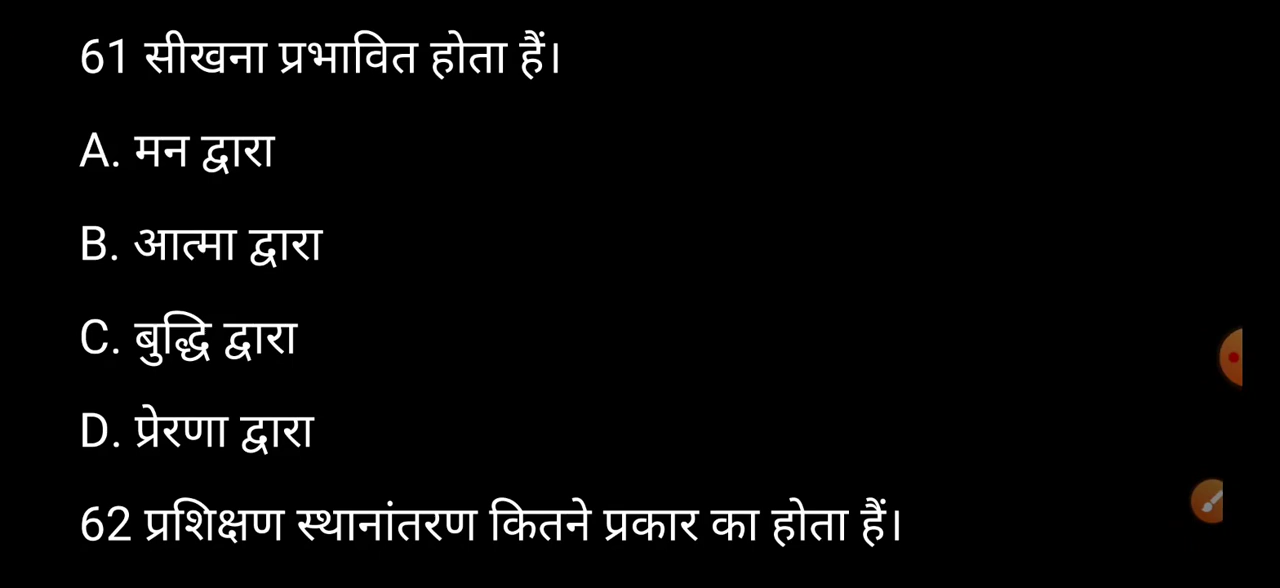 61 सीखना प्रभावित होता हैं।
A. मन द्वारा
B. आत्मा द्वारा
C. बुद्धि द्वारा
D. प्रेरणा द्वारा
62 प्रशिक्षण स्थानांतरण कितने प्रकार का होता हैं।